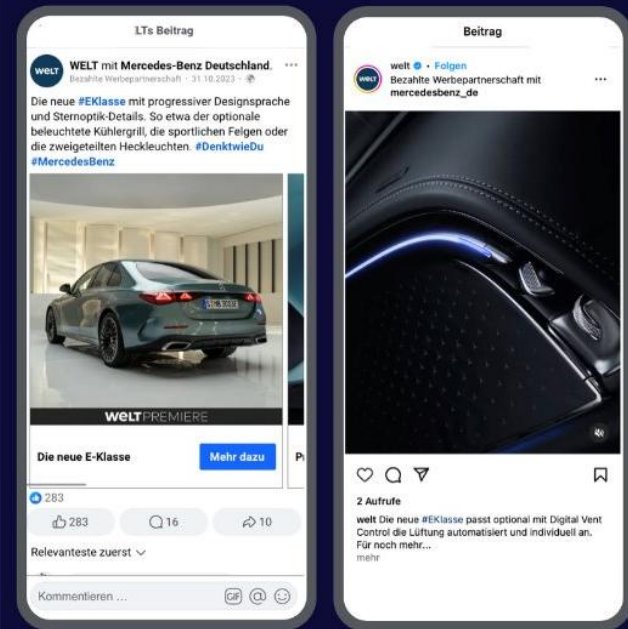 LTs Beitrag
WELT
WELT mit Mercedes-Benz Deutschland.
Bezahlte Werbepartnerschaft · 31.10.2023 ·
Die neue #EKlasse mit progressiver Designsprache
und Sternoptik-Details. So etwa der optionale
beleuchtete Kühlergrill, die sportlichen Felgen oder
die zweigeteilten Heckleuchten. #DenktwieDu
#MercedesBenz
WELTPREMIERE
Die neue E-Klasse
Mehr dazu
283
283
16
10
Relevanteste zuerst
Kommentieren ...
GIF
Beitrag
WELT
welt • Folgen
Bezahlte Werbepartnerschaft mit
mercedesbenz_de
2 Aufrufe
welt Die neue #EKlasse passt optional mit Digital Vent
Control die Lüftung automatisiert und individuell an.
Für noch mehr...
mehr